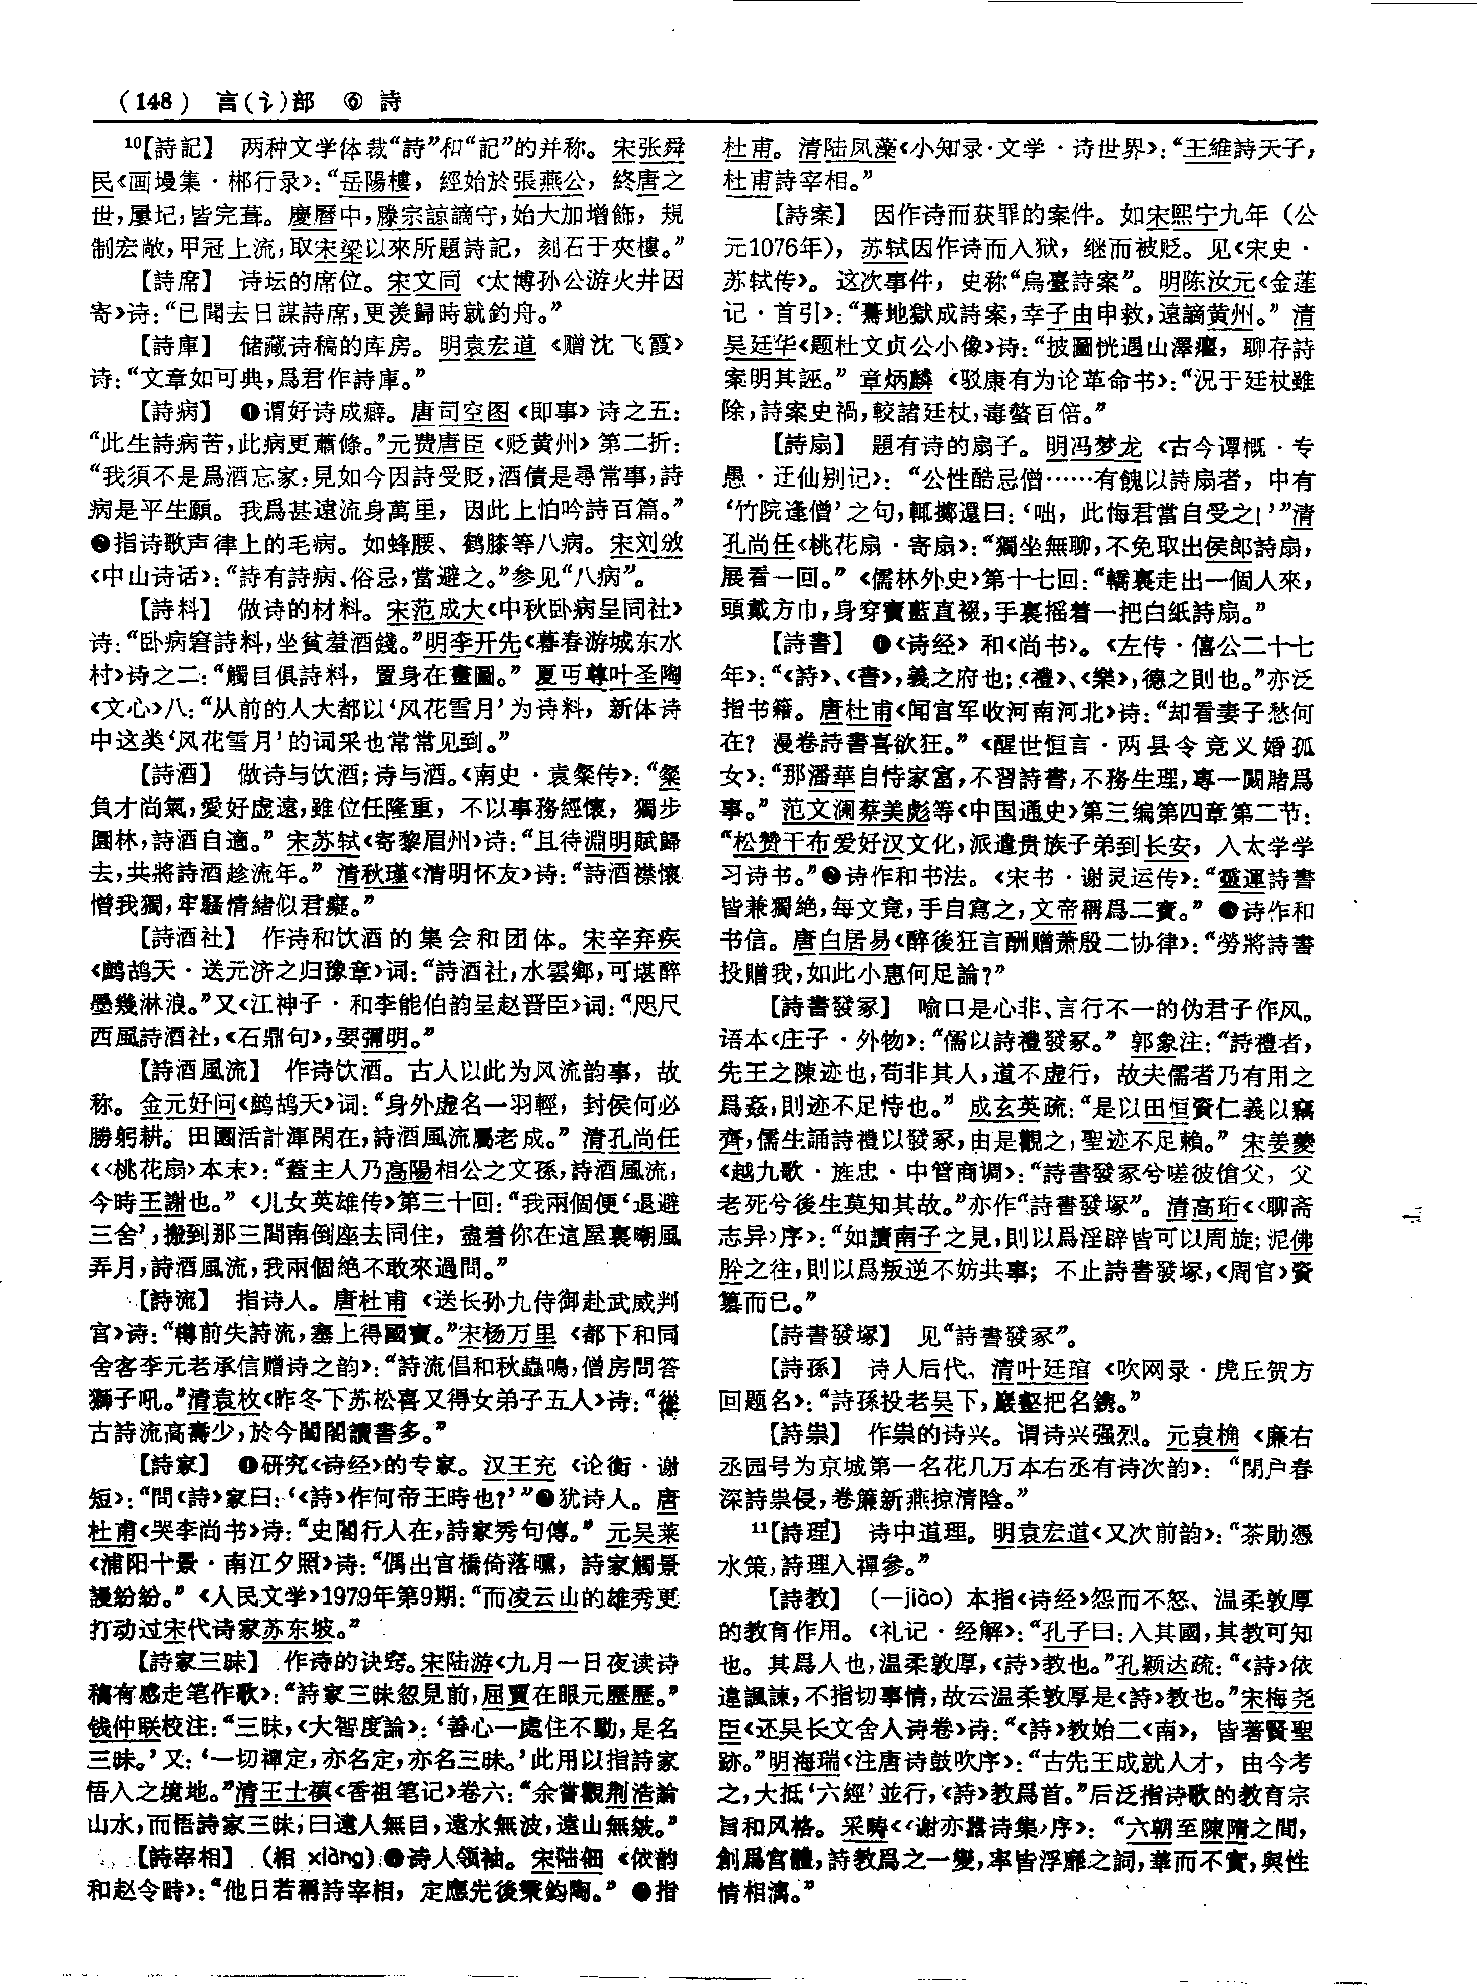 (148) 言(讠)部 ⑥ 詩
¹⁰【詩記】 两种文学体裁“詩”和“記”的并称。宋张舜
民《画墁集·郴行录》：“岳陽樓，經始於張燕公，終唐之
世，屢圮，皆完葺。慶曆中，滕宗諒謫守，始大加增飾，規
制宏敞，甲冠上流，取宋梁以來所題詩記，刻石于夾樓。”
【詩席】 诗坛的席位。宋文同《太博孙公游火井因
寄》诗：“已聞去日謀詩席，更羨歸時就釣舟。”
【詩庫】 储藏诗稿的库房。明袁宏道《赠沈飞霞》
诗：“文章如可典，爲君作詩庫。”
【詩病】 ❶谓好诗成癖。唐司空图《即事》诗之五：
“此生詩病苦，此病更蕭條。”元费唐臣《贬黄州》第二折：
“我須不是爲酒忘家，見如今因詩受貶，酒債是尋常事，詩
病是平生願。我爲甚遠流身萬里，因此上怕吟詩百篇。”
❷指诗歌声律上的毛病。如蜂腰、鹤膝等八病。宋刘攽
《中山诗话》：“詩有詩病、俗忌，當避之。”参见“八病”。
【詩料】 做诗的材料。宋范成大《中秋卧病呈同社》
诗：“卧病窘詩料，坐貧羞酒錢。”明李开先《暮春游城东水
村》诗之二：“觸目俱詩料，置身在畫圖。”夏丏尊叶圣陶
《文心》八：“从前的人大都以‘风花雪月’为诗料，新体诗
中这类‘风花雪月’的词采也常常见到。”
【詩酒】 做诗与饮酒；诗与酒。《南史·袁粲传》：“粲
負才尚氣，愛好虛遠，雖位任隆重，不以事務經懷，獨步
園林，詩酒自適。”宋苏轼《寄黎眉州》诗：“且待淵明賦歸
去，共將詩酒趁流年。”清秋瑾《清明怀友》诗：“詩酒襟懷
憎我獨，牢騷情緒似君癡。”
【詩酒社】 作诗和饮酒的集会和团体。宋辛弃疾
《鹧鸪天·送元济之归豫章》词：“詩酒社，水雲鄉，可堪醉
墨幾淋浪。”又《江神子·和李能伯韵呈赵晋臣》词：“咫尺
西風詩酒社，《石鼎句》，要彌明。”
【詩酒風流】 作诗饮酒。古人以此为风流韵事，故
称。金元好问《鹧鸪天》词：“身外虛名一羽輕，封侯何必
勝躬耕。田園活計渾閑在，詩酒風流屬老成。”清孔尚任
《〈桃花扇〉本末》：“蓋主人乃高陽相公之文孫，詩酒風流，
今時王謝也。”《儿女英雄传》第三十回：“我兩個便‘退避
三舍’，搬到那三間南倒座去同住，盡着你在這屋裏嘲風
弄月，詩酒風流，我兩個絶不敢來過問。”
【詩流】 指诗人。唐杜甫《送长孙九侍御赴武威判
官》诗：“樽前失詩流，塞上得國寶。”宋杨万里《都下和同
舍客李元老承信赠诗之韵》：“詩流倡和秋蟲鳴，僧房問答
獅子吼。”清袁枚《昨冬下苏松喜又得女弟子五人》诗：“從
古詩流高壽少，於今閨閣讀書多。”
【詩家】 ❶研究《诗经》的专家。汉王充《论衡·谢
短》：“問《詩》家曰：‘《詩》作何帝王時也？’”❷犹诗人。唐
杜甫《哭李尚书》诗：“史閣行人在，詩家秀句傳。”元吴莱
《浦阳十景·南江夕照》诗：“偶出官橋倚落曛，詩家觸景
謾紛紛。”《人民文学》1979年第9期：“而凌云山的雄秀更
打动过宋代诗家苏东坡。”
【詩家三昧】 作诗的诀窍。宋陆游《九月一日夜读诗
稿有感走笔作歌》：“詩家三昧忽見前，屈賈在眼元歷歷。”
钱仲联校注：“三昧，《大智度論》：‘善心一處住不動，是名
三昧。’又：‘一切禪定，亦名定，亦名三昧。’此用以指詩家
悟入之境地。”清王士禛《香祖笔记》卷六：“余嘗觀荆浩論
山水，而悟詩家三昧，曰遠人無目，遠水無波，遠山無皴。”
【詩宰相】 （相 xiàng）❶诗人领袖。宋陆佃《依韵
和赵令時》：“他日若稱詩宰相，定應先後秉鈞陶。”❷指
杜甫。清陆凤藻《小知录·文学·诗世界》：“王維詩天子，
杜甫詩宰相。”
【詩案】 因作诗而获罪的案件。如宋熙宁九年（公
元1076年），苏轼因作诗而入狱，继而被贬。见《宋史·
苏轼传》。这次事件，史称“烏臺詩案”。明陈汝元《金莲
记·首引》：“驀地獄成詩案，幸子由申救，遠謫黄州。”清
吴廷华《题杜文贞公小像》诗：“披圖恍遇山澤癯，聊存詩
案明其誣。”章炳麟《驳康有为论革命书》：“况于廷杖雖
除，詩案史禍，較諸廷杖，毒螫百倍。”
【詩扇】 题有诗的扇子。明冯梦龙《古今谭概·专
愚·迂仙别记》：“公性酷忌僧……有餽以詩扇者，中有
‘竹院逢僧’之句，輒擲還曰：‘咄，此悔君當自受之！’”清
孔尚任《桃花扇·寄扇》：“獨坐無聊，不免取出侯郎詩扇，
展看一回。”《儒林外史》第十七回：“轎裏走出一個人來，
頭戴方巾，身穿寶藍直裰，手裏摇着一把白紙詩扇。”
【詩書】 ❶《诗经》和《尚书》。《左传·僖公二十七
年》：“《詩》、《書》，義之府也；《禮》、《樂》，德之則也。”亦泛
指书籍。唐杜甫《闻官军收河南河北》诗：“却看妻子愁何
在？漫卷詩書喜欲狂。”《醒世恒言·两县令竞义婚孤
女》：“那潘華自恃家富，不習詩書，不務生理，專一闞賭爲
事。”范文澜蔡美彪等《中国通史》第三编第四章第二节：
“松赞干布爱好汉文化，派遣贵族子弟到长安，入太学学
习诗书。”❷诗作和书法。《宋书·谢灵运传》：“靈運詩書
皆兼獨絶，每文竟，手自寫之，文帝稱爲二寶。”❸诗作和
书信。唐白居易《醉後狂言酬赠萧殷二协律》：“勞將詩書
投贈我，如此小惠何足論？”
【詩書發冢】 喻口是心非、言行不一的伪君子作风。
语本《庄子·外物》：“儒以詩禮發冢。”郭象注：“詩禮者，
先王之陳迹也，苟非其人，道不虚行，故夫儒者乃有用之
爲姦，則迹不足恃也。”成玄英疏：“是以田恒資仁義以竊
齊，儒生誦詩禮以發冢，由是觀之，聖迹不足賴。”宋姜夔
《越九歌·旌忠·中管商调》：“詩書發冢兮嗟彼傖父，父
老死兮後生莫知其故。”亦作“詩書發塚”。清高珩《〈聊斋
志异〉序》：“如讀南子之見，則以爲淫辟皆可以周旋；泥佛
肸之往，則以爲叛逆不妨共事；不止詩書發塚，《周官》資
篡而已。”
【詩書發塚】 见“詩書發冢”。
【詩孫】 诗人后代。清叶廷琯《吹网录·虎丘贺方
回题名》：“詩孫投老吴下，巖壑把名鐫。”
【詩祟】 作祟的诗兴。谓诗兴强烈。元袁桷《廉右
丞园号为京城第一名花几万本右丞有诗次韵》：“閉户春
深詩祟侵，卷簾新燕掠清陰。”
¹¹【詩理】 诗中道理。明袁宏道《又次前韵》：“茶勛憑
水策，詩理入禪參。”
【詩教】 （—jiào）本指《诗经》怨而不怒、温柔敦厚
的教育作用。《礼记·经解》：“孔子曰：入其國，其教可知
也。其爲人也，温柔敦厚，《詩》教也。”孔颖达疏：“《詩》依
違諷諫，不指切事情，故云温柔敦厚是《詩》教也。”宋梅尧
臣《还吴长文舍人诗卷》诗：“《詩》教始二《南》，皆著賢聖
跡。”明海瑞《注唐诗鼓吹序》：“古先王成就人才，由今考
之，大抵‘六經’並行，《詩》教爲首。”后泛指诗歌的教育宗
旨和风格。采畴《〈谢亦嚣诗集〉序》：“六朝至陳隋之間，
創爲宫體，詩教爲之一變，率皆浮靡之詞，華而不實，與性
情相漓。”